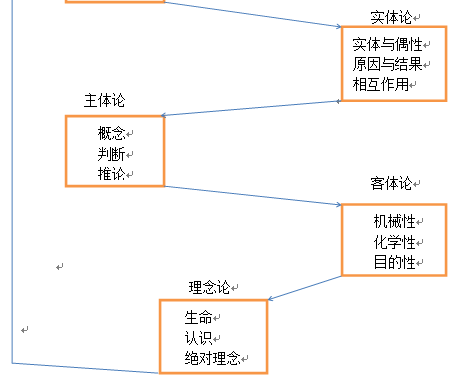 实体论
实体与偶性
原因与结果
相互作用
主体论
概念
判断
推论
客体论
机械性
化学性
目的性
理念论
生命
认识
绝对理念